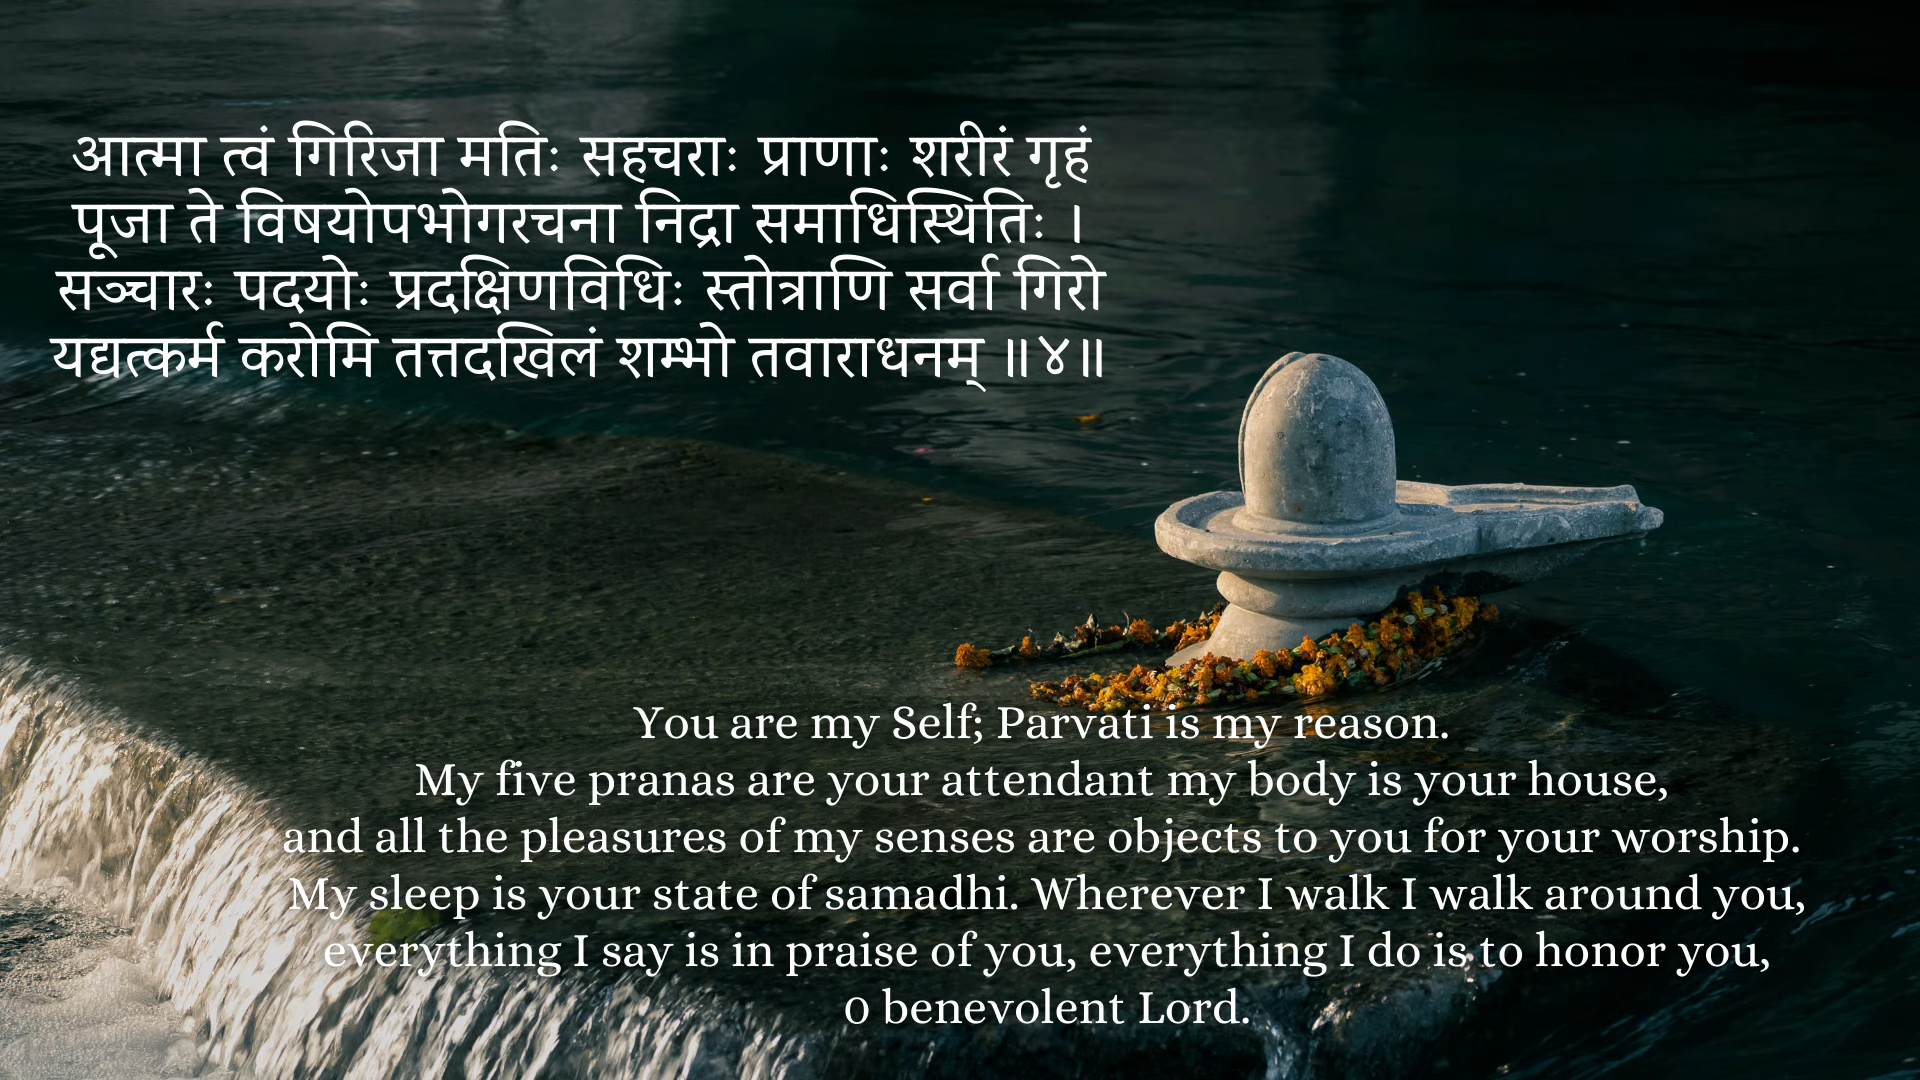 आत्मा त्वं गिरिजा मतिः सहचराः प्राणाः शरीरं गृहं
पूजा ते विषयोपभोगरचना निद्रा समाधिस्थितिः ।
सञ्चारः पदयोः प्रदक्षिणविधिः स्तोत्राणि सर्वा गिरो
यद्यत्कर्म करोमि तत्तदखिलं शम्भो तवाराधनम् ॥४॥
You are my Self; Parvati is my reason.
My five pranas are your attendant my body is your house,
and all the pleasures of my senses are objects to you for your worship.
My sleep is your state of samadhi. Wherever I walk I walk around you,
everything I say is in praise of you, everything I do is to honor you,
0 benevolent Lord.